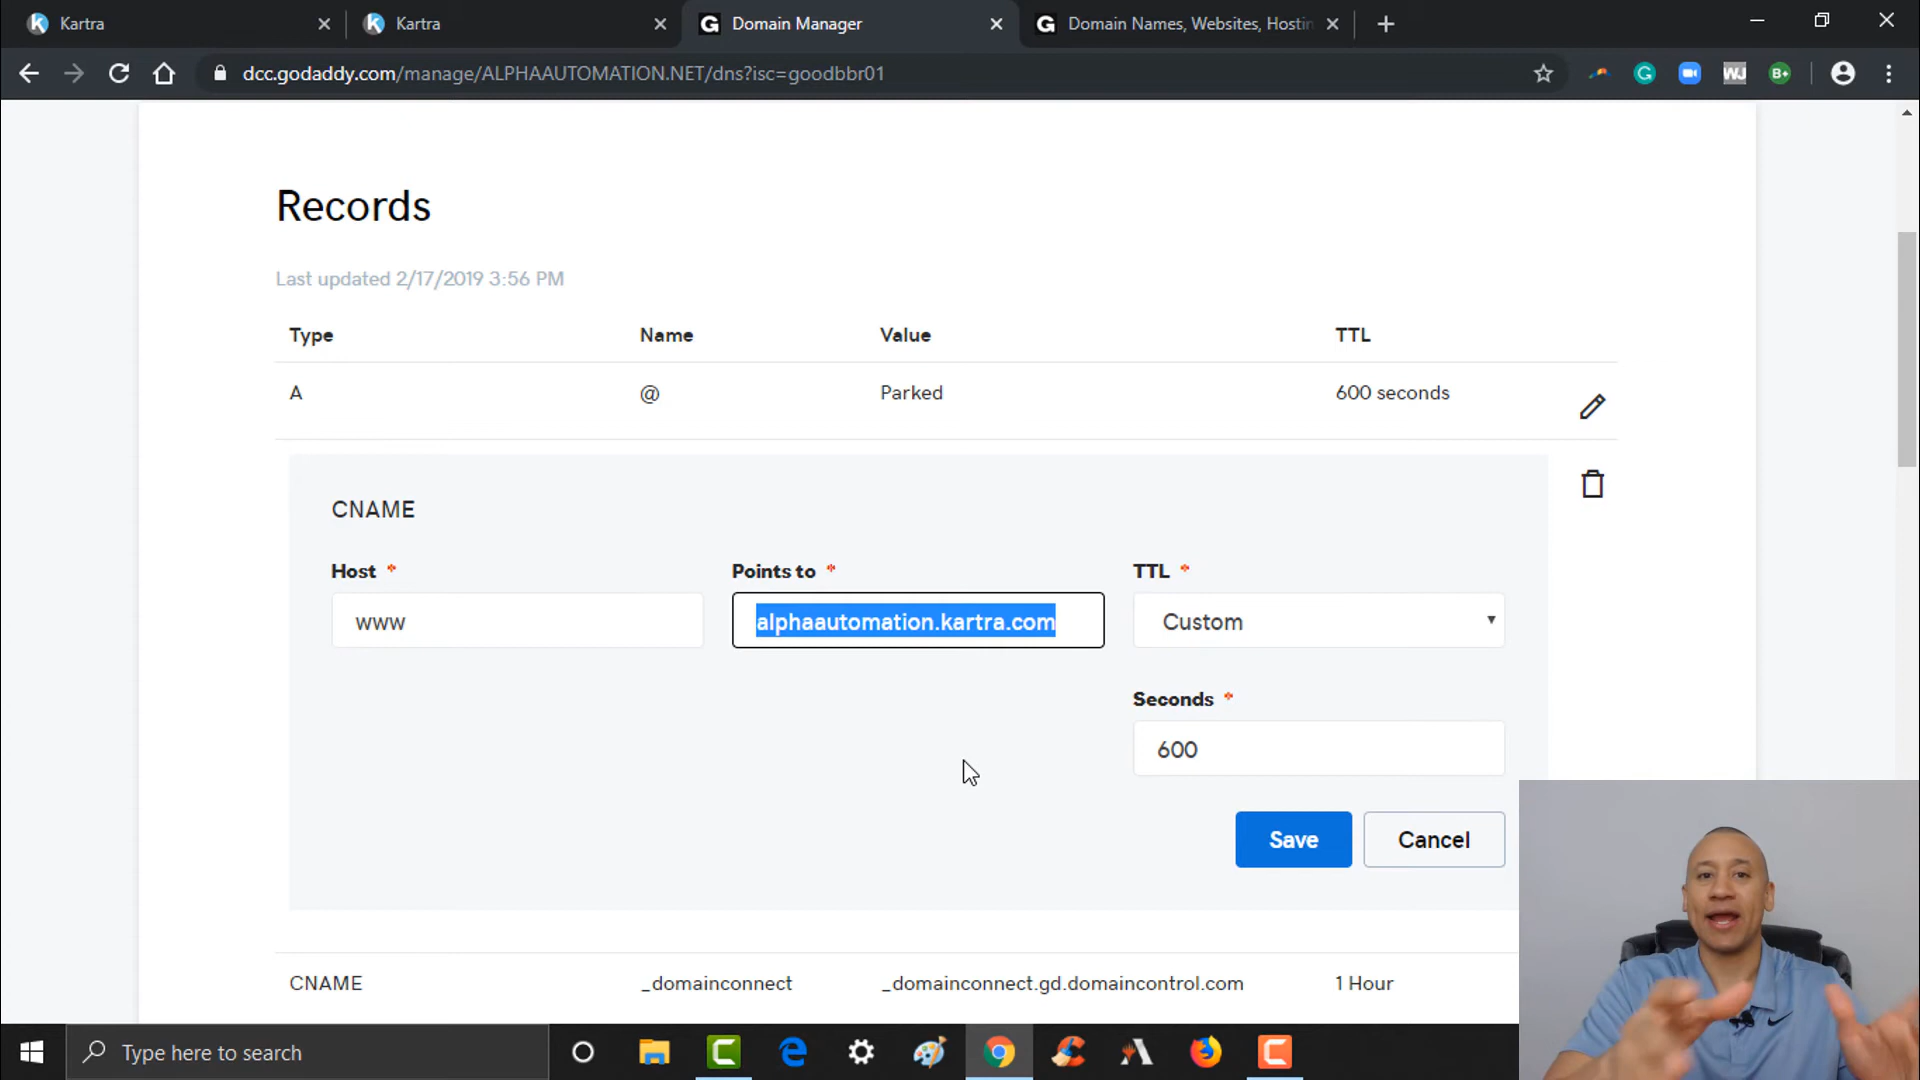 Kartra
Kartra
Domain Manager
Domain Names, Websites, Hostin
dcc.godaddy.com/manage/ALPHAAUTOMATION.NET/dns?isc=goodbbr01
Records
Last updated 2/17/2019 3:56 PM
Type Name Value TTL
A @ Parked 600 seconds
CNAME
Host * Points to * TTL *
www alphaautomation.kartra.com Custom
Seconds *
600
Save Cancel
CNAME _domainconnect _domainconnect.gd.domaincontrol.com 1 Hour
Type here to search